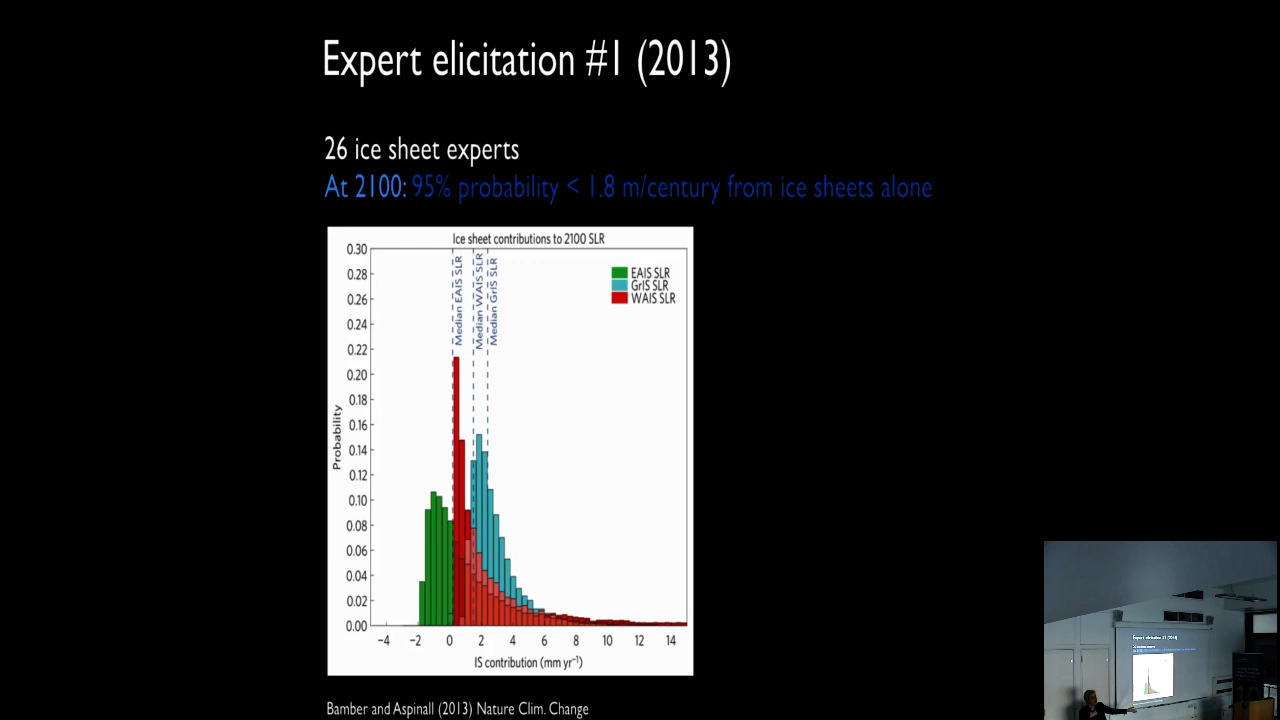 Expert elicitation #1 (2013)
26 ice sheet experts
At 2100: 95% probability < 1.8 m/century from ice sheets alone
Ice sheet contributions to 2100 SLR
0.30
0.28
0.26
0.24
0.22
0.20
0.18
0.16
0.14
0.12
0.10
0.08
0.06
0.04
0.02
0.00
Probability
Median EAIS SLR
Median WAIS SLR
Median GrIS SLR
EAIS SLR
GrIS SLR
WAIS SLR
−4 −2 0 2 4 6 8 10 12 14
IS contribution (mm yr⁻¹)
Bamber and Aspinall (2013) Nature Clim. Change
Expert elicitation #1 (2013)